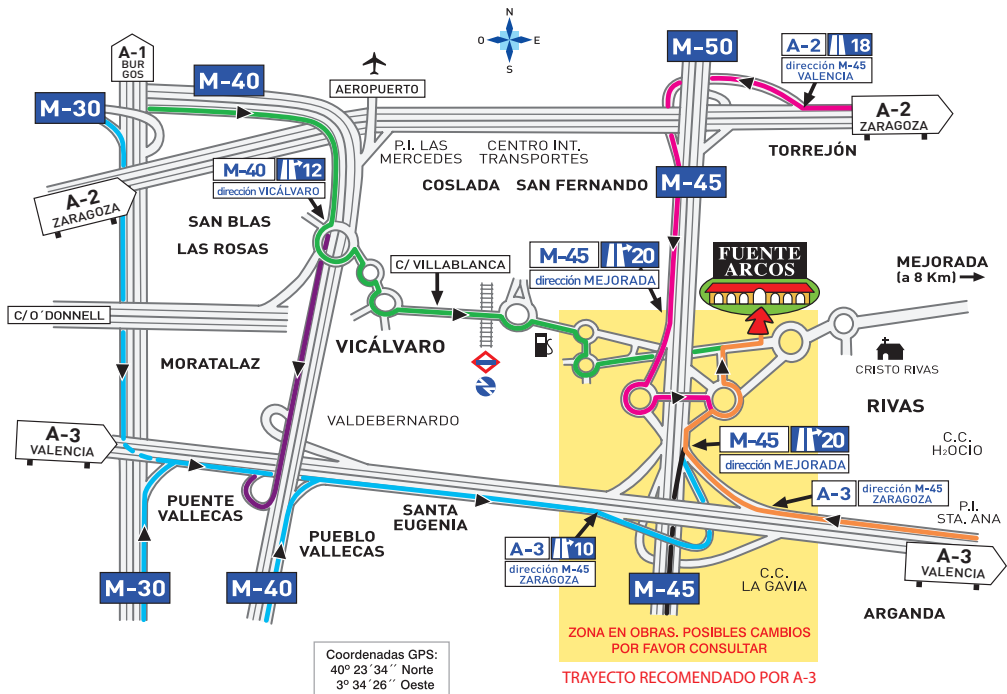 N
O
E
S
A-1
BUR
GOS
M-40
M-30
AEROPUERTO
M-50
A-2 18
dirección M-45
VALENCIA
A-2
ZARAGOZA
TORREJÓN
P.I. LAS
MERCEDES
CENTRO INT.
TRANSPORTES
M-40 12
dirección VICÁLVARO
COSLADA
SAN FERNANDO
M-45
A-2
ZARAGOZA
SAN BLAS
LAS ROSAS
C/ VILLABLANCA
M-45 20
dirección MEJORADA
FUENTE
ARCOS
MEJORADA
(a 8 Km)
C/ O´DONNELL
VICÁLVARO
MORATALAZ
CRISTO RIVAS
RIVAS
VALDEBERNARDO
A-3
VALENCIA
M-45 20
dirección MEJORADA
C.C.
H₂OCIO
PUENTE
VALLECAS
SANTA
EUGENIA
A-3
dirección M-45
ZARAGOZA
P.I.
STA. ANA
PUEBLO
VALLECAS
A-3 10
dirección M-45
ZARAGOZA
M-30
M-40
M-45
C.C.
LA GAVIA
A-3
VALENCIA
ARGANDA
ZONA EN OBRAS. POSIBLES CAMBIOS
POR FAVOR CONSULTAR
TRAYECTO RECOMENDADO POR A-3
Coordenadas GPS:
40º 23´34´´ Norte
3º 34´26´´ Oeste